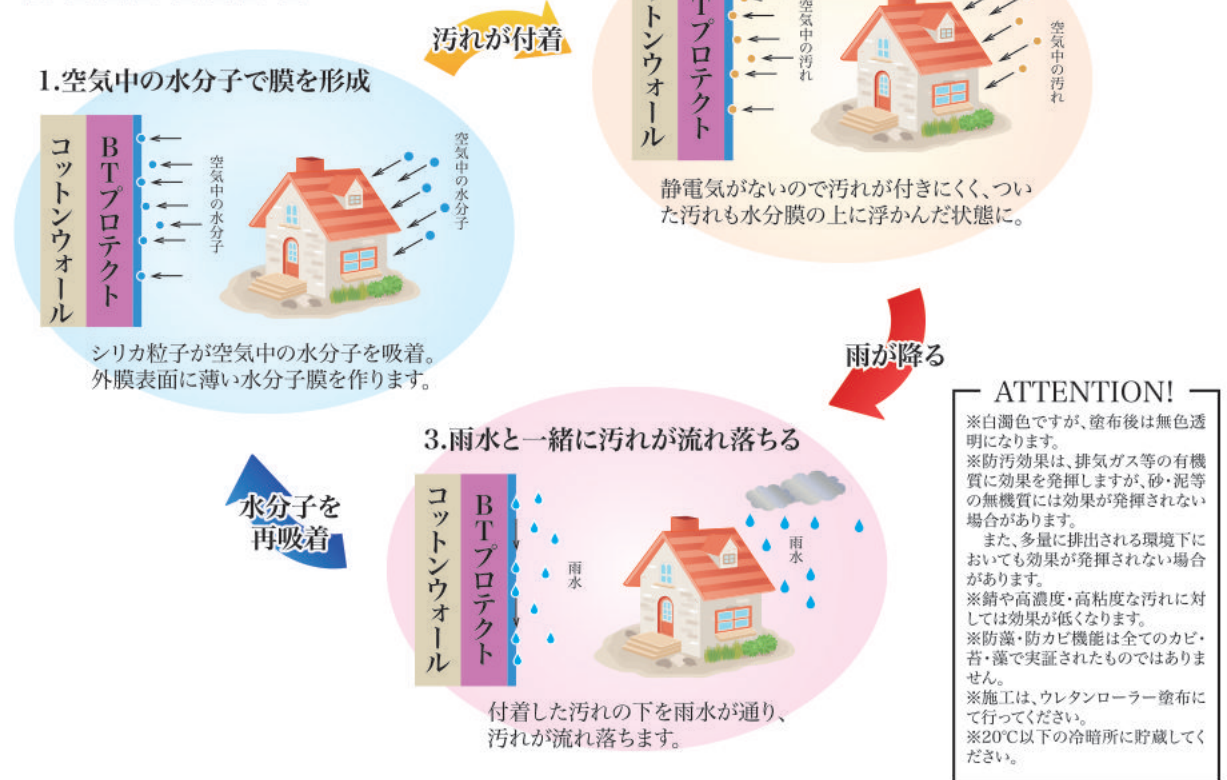 汚れが付着
1.空気中の水分子で膜を形成
コットンウォール
BTプロテクト
空気中の水分子
空気中の水分子
シリカ粒子が空気中の水分子を吸着。
外膜表面に薄い水分子膜を作ります。
トンウォール
Tプロテクト
空気中の汚れ
空気中の汚れ
静電気がないので汚れが付きにくく、つい
た汚れも水分膜の上に浮かんだ状態に。
雨が降る
3.雨水と一緒に汚れが流れ落ちる
コットンウォール
BTプロテクト
雨水
雨水
付着した汚れの下を雨水が通り、
汚れが流れ落ちます。
水分子を
再吸着
ATTENTION!
※白濁色ですが、塗布後は無色透
明になります。
※防汚効果は、排気ガス等の有機
質に効果を発揮しますが、砂・泥等
の無機質には効果が発揮されない
場合があります。
また、多量に排出される環境下に
おいても効果が発揮されない場合
があります。
※錆や高濃度・高粘度な汚れに対
しては効果が低くなります。
※防藻・防カビ機能は全てのカビ・
苔・藻で実証されたものではありま
せん。
※施工は、ウレタンローラー塗布に
て行ってください。
※20℃以下の冷暗所に貯蔵してく
ださい。